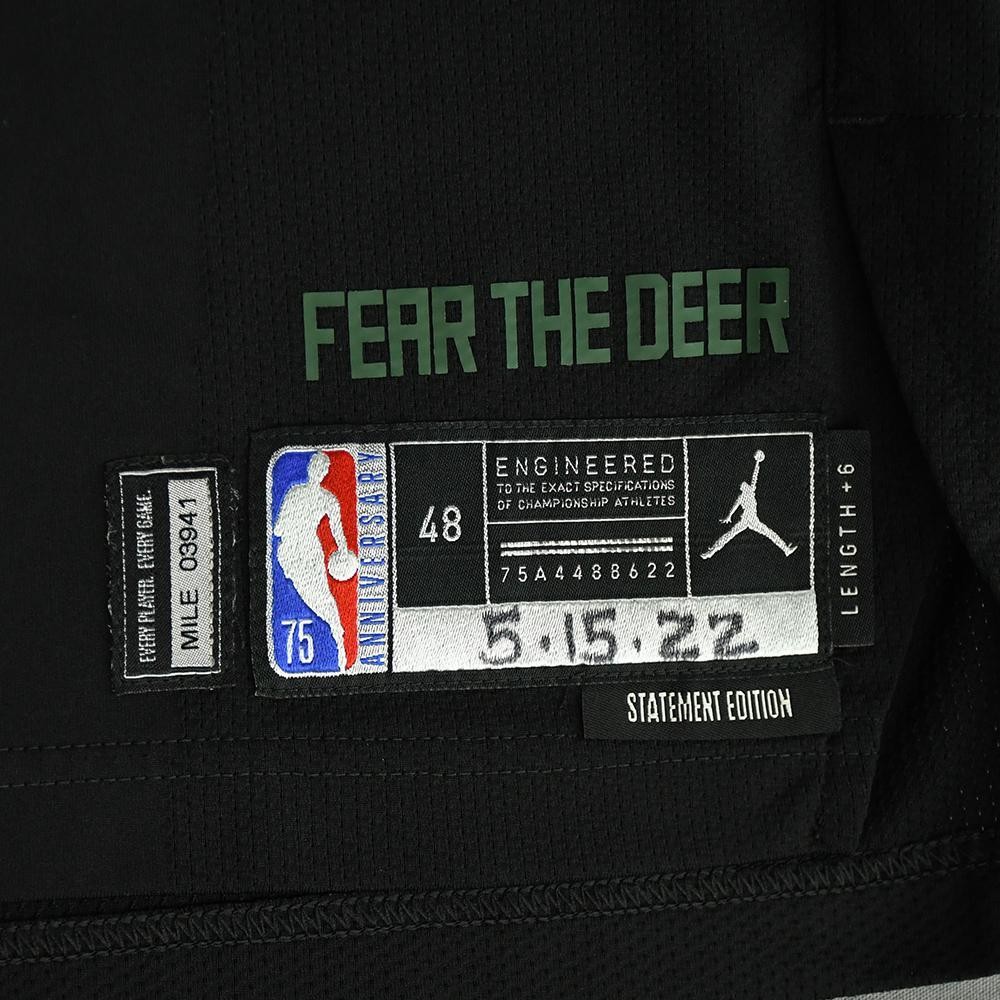 FEAR THE DEER
EVERY PLAYER. EVERY GAME.
MILE 03941
75
ANNIVERSARY
48
ENGINEERED
TO THE EXACT SPECIFICATIONS
OF CHAMPIONSHIP ATHLETES
75A4488622
5.15.22
LENGTH+6
STATEMENT EDITION